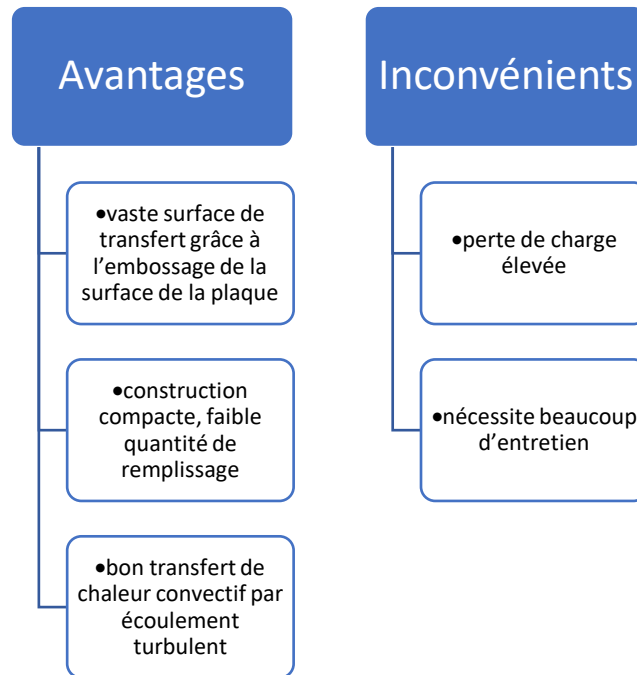 Avantages
•vaste surface de
transfert grâce à
l’embossage de la
surface de la plaque
•construction
compacte, faible
quantité de
remplissage
•bon transfert de
chaleur convectif par
écoulement
turbulent
Inconvénients
•perte de charge
élevée
•nécessite beaucoup
d’entretien